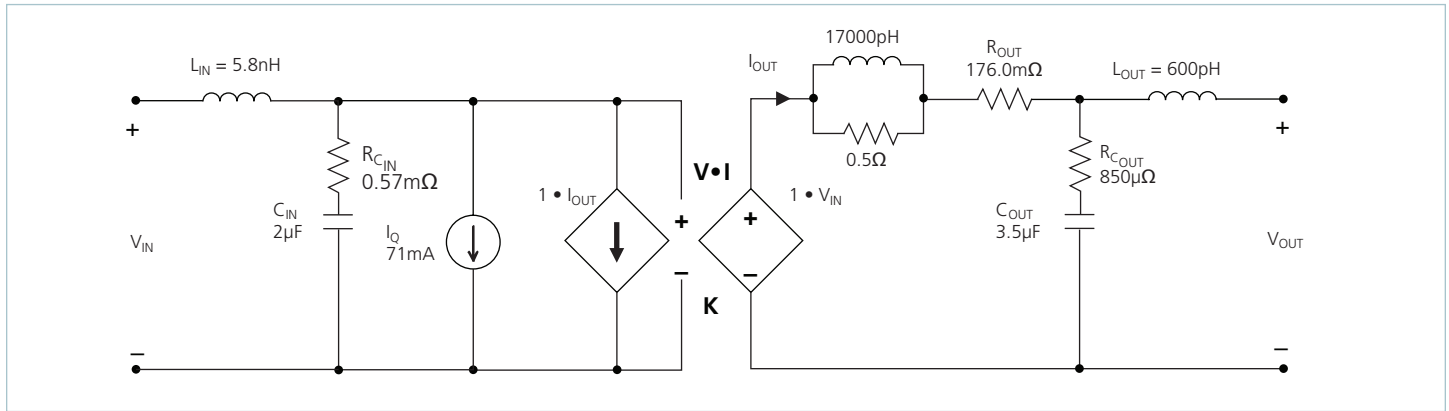 L_IN = 5.8nH
+
–
V_IN
R_C_IN
0.57mΩ
C_IN
2µF
I_Q
71mA
1 • I_OUT
V•I
+
–
K
+
–
1 • V_IN
I_OUT
17000pH
0.5Ω
R_OUT
176.0mΩ
L_OUT = 600pH
R_C_OUT
850µΩ
C_OUT
3.5µF
+
–
V_OUT